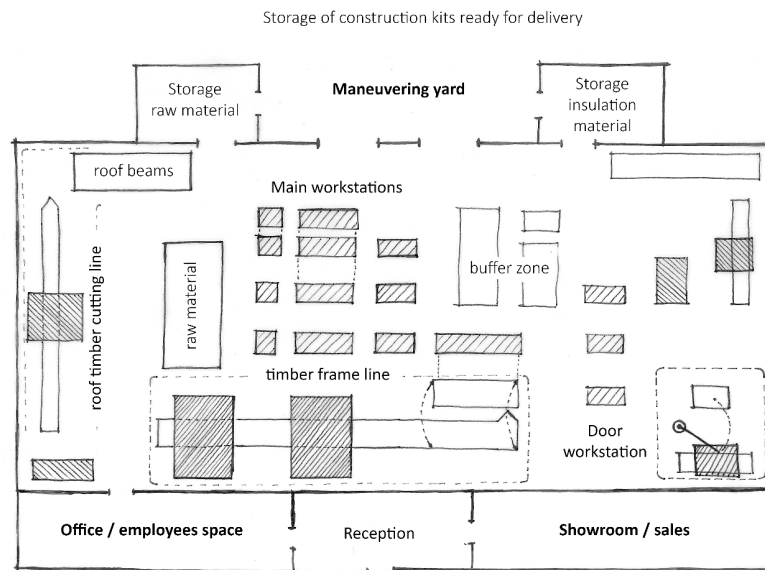 Storage of construction kits ready for delivery
Storage
raw material
Maneuvering yard
Storage
insulation
material
roof beams
Main workstations
roof timber cutting line
raw material
buffer zone
timber frame line
Door
workstation
Office / employees space
Reception
Showroom / sales